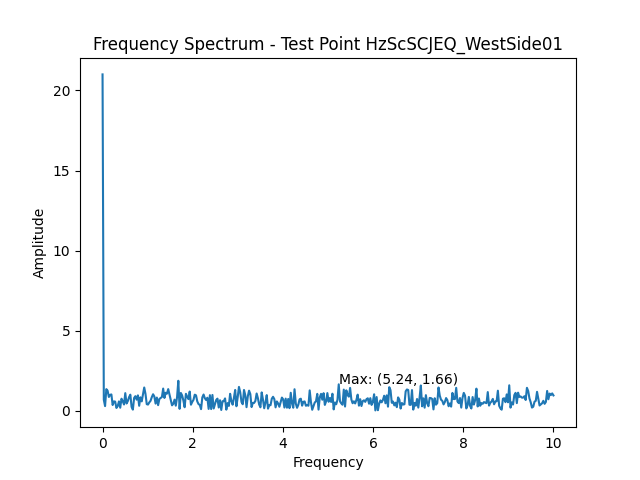 Frequency Spectrum - Test Point HzScSCJEQ_WestSide01
20
15
10
5
0
Amplitude
Max: (5.24, 1.66)
0 2 4 6 8 10
Frequency